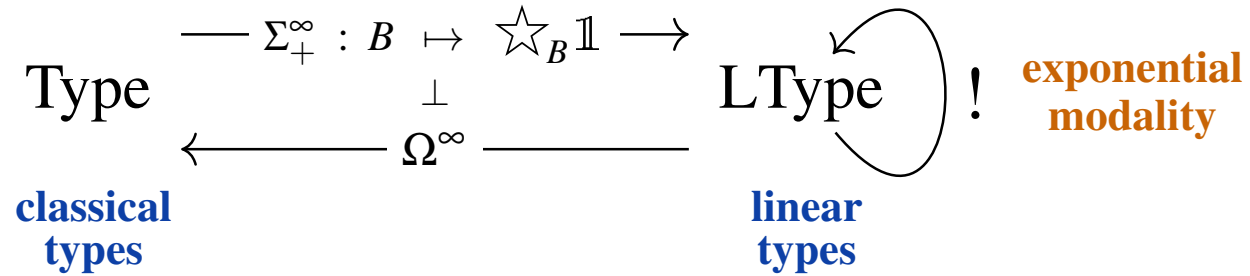 Σ₊^∞ : B ↦ ☆_B 𝟙
Type ⊥ LType ! exponential modality
Ω^∞
classical types
linear types